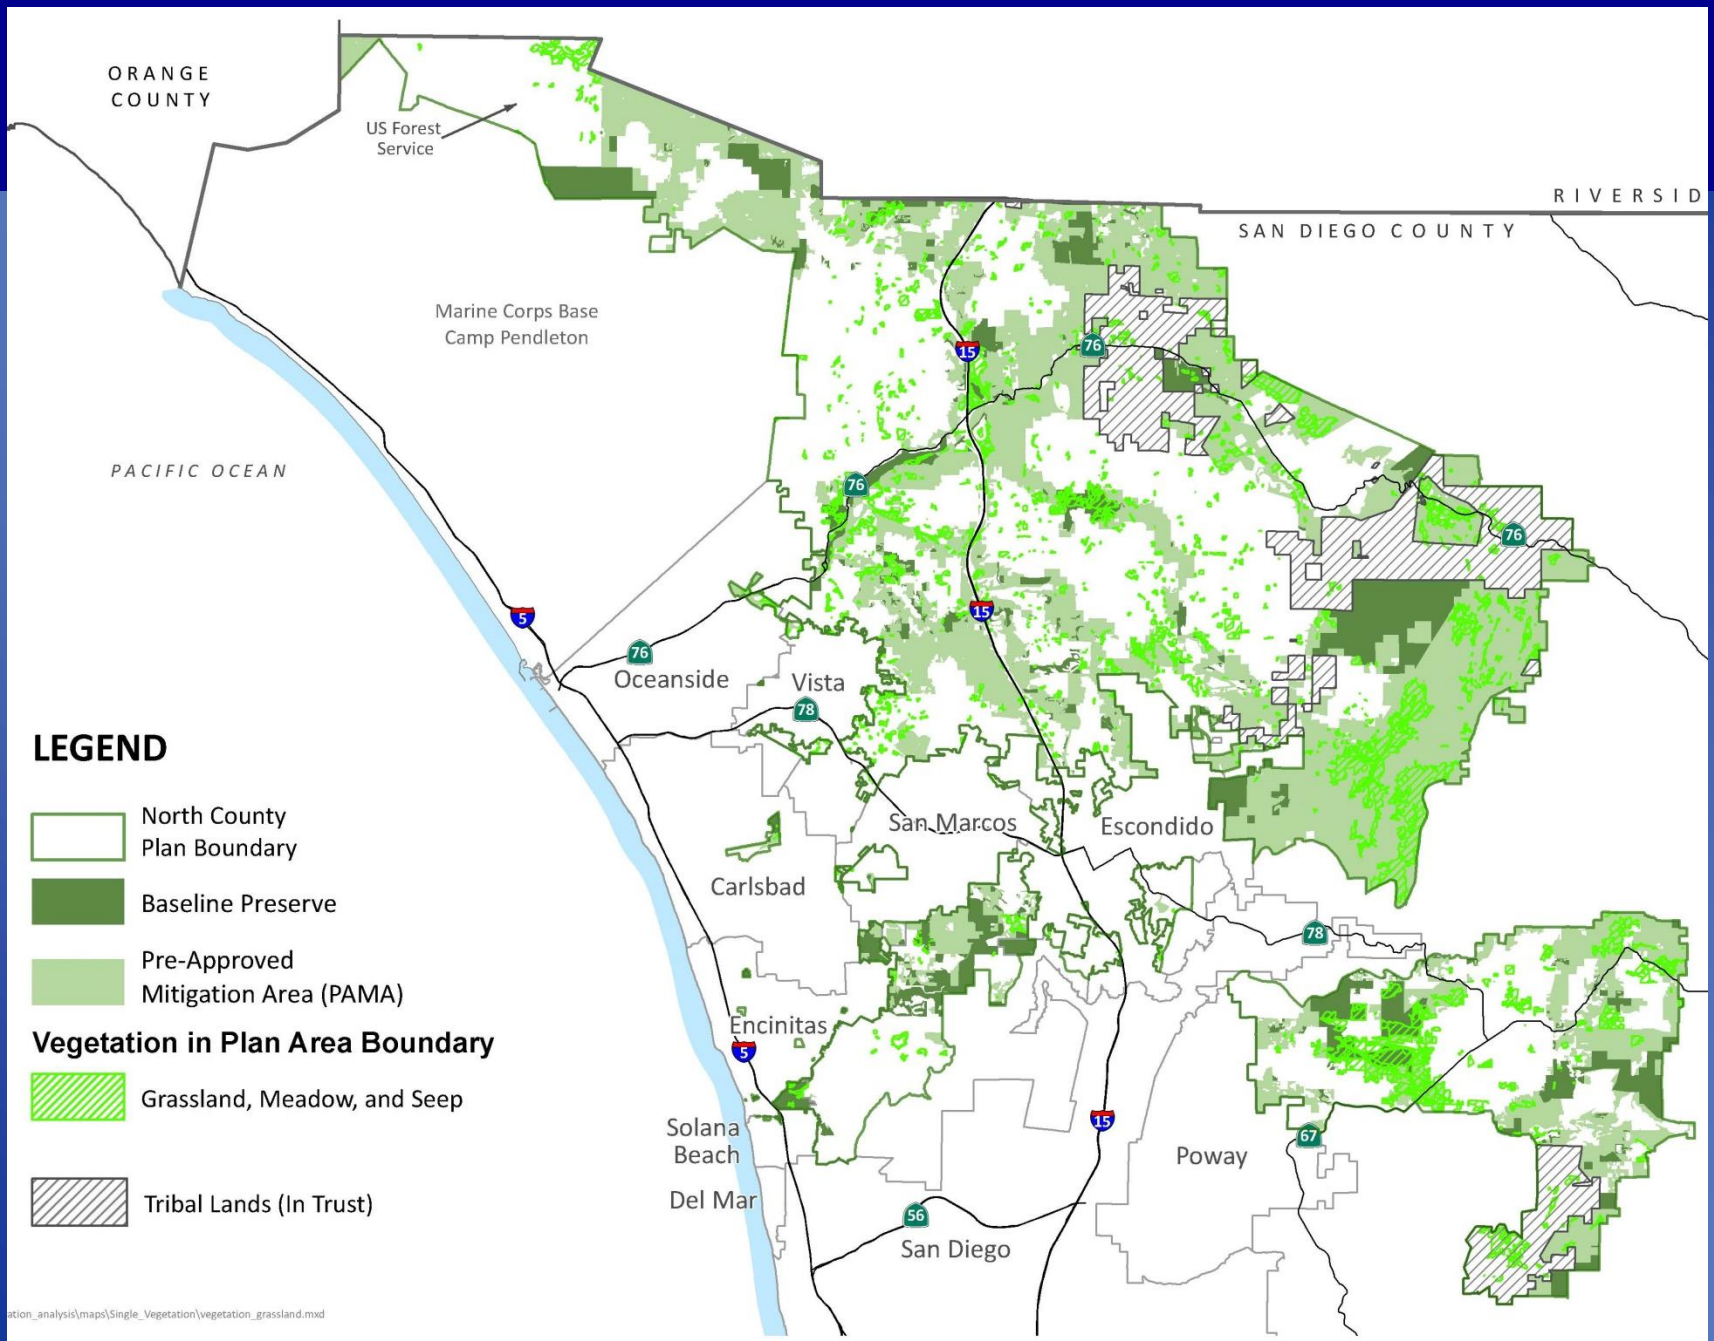 ORANGE
COUNTY
US Forest
Service
RIVERSID
SAN DIEGO COUNTY
Marine Corps Base
Camp Pendleton
15
76
PACIFIC OCEAN
76
76
5
15
76
Oceanside
Vista
78
LEGEND
North County
Plan Boundary
San Marcos
Escondido
Carlsbad
Baseline Preserve
78
Pre-Approved
Mitigation Area (PAMA)
Encinitas
Vegetation in Plan Area Boundary
5
Grassland, Meadow, and Seep
15
Solana
Beach
67
Poway
Tribal Lands (In Trust)
Del Mar
56
San Diego
ation_analysis\maps\Single_Vegetation\vegetation_grassland.mxd